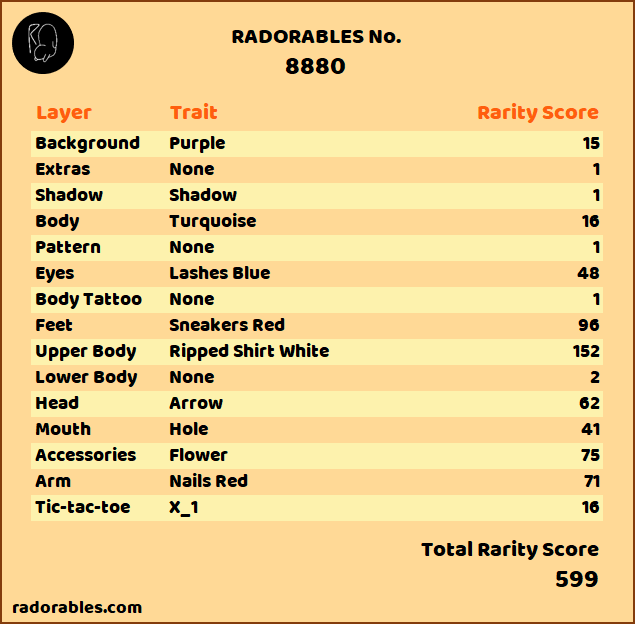 RADORABLES No.
8880
Layer Trait Rarity Score
Background Purple 15
Extras None 1
Shadow Shadow 1
Body Turquoise 16
Pattern None 1
Eyes Lashes Blue 48
Body Tattoo None 1
Feet Sneakers Red 96
Upper Body Ripped Shirt White 152
Lower Body None 2
Head Arrow 62
Mouth Hole 41
Accessories Flower 75
Arm Nails Red 71
Tic-tac-toe X_1 16
Total Rarity Score
599
radorables.com